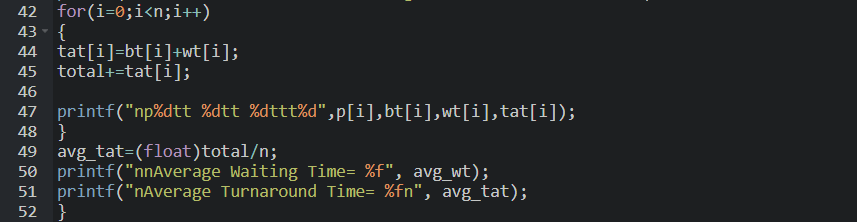 42 for(i=0;i<n;i++)
43 {
44 tat[i]=bt[i]+wt[i];
45 total+=tat[i];
46
47 printf("np%dtt %dtt %dttt%d",p[i],bt[i],wt[i],tat[i]);
48 }
49 avg_tat=(float)total/n;
50 printf("nnAverage Waiting Time= %f", avg_wt);
51 printf("nAverage Turnaround Time= %fn", avg_tat);
52 }